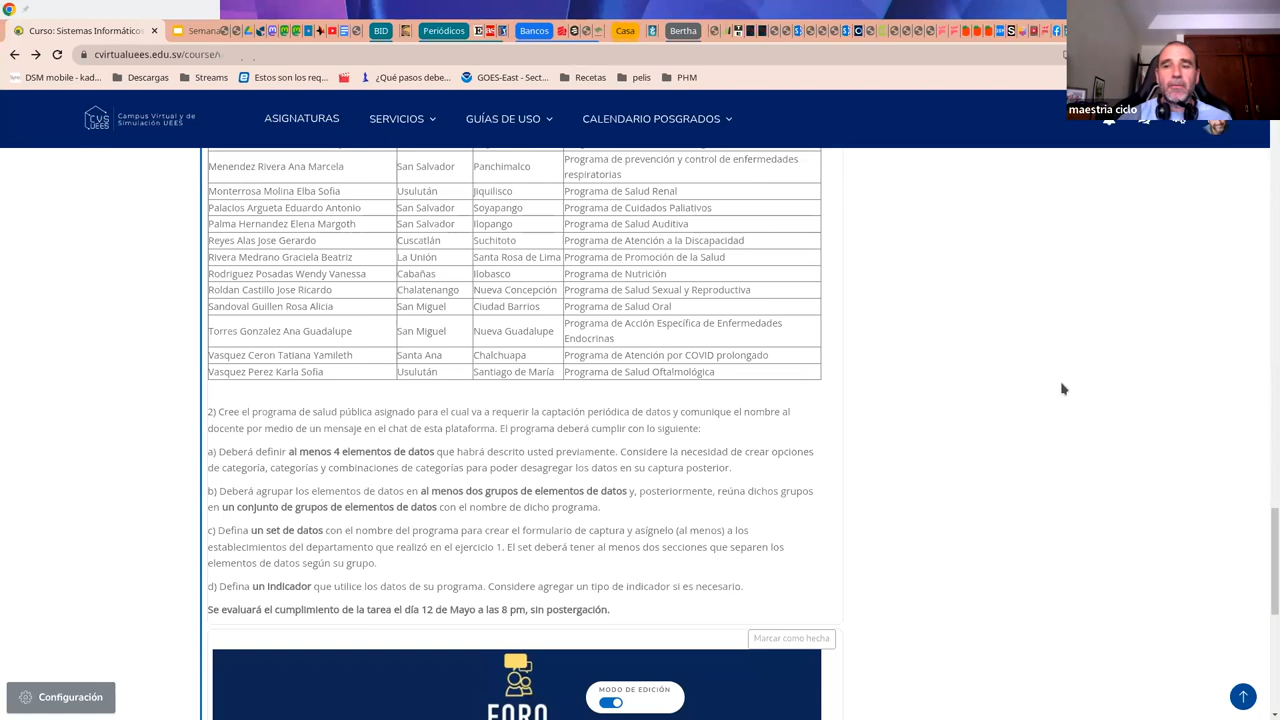 Curso: Sistemas Informáticos
Semana
BID
Periódicos
Bancos
Casa
Bertha
cvirtualuees.edu.sv/course/
DSM mobile - kad...
Descargas
Streams
Estos son los req...
¿Qué pasos debe...
GOES-East - Sect...
Recetas
pelis
PHM
maestria ciclo
CVS
UEES
Campus Virtual y de
Simulación UEES
ASIGNATURAS
SERVICIOS
GUÍAS DE USO
CALENDARIO POSGRADOS
Menendez Rivera Ana Marcela San Salvador Panchimalco Programa de prevención y control de enfermedades
respiratorias
Monterrosa Molina Elba Sofia Usulután Jiquilisco Programa de Salud Renal
Palacios Argueta Eduardo Antonio San Salvador Soyapango Programa de Cuidados Paliativos
Palma Hernandez Elena Margoth San Salvador Ilopango Programa de Salud Auditiva
Reyes Alas Jose Gerardo Cuscatlán Suchitoto Programa de Atención a la Discapacidad
Rivera Medrano Graciela Beatriz La Unión Santa Rosa de Lima Programa de Promoción de la Salud
Rodriguez Posadas Wendy Vanessa Cabañas Ilobasco Programa de Nutrición
Roldan Castillo Jose Ricardo Chalatenango Nueva Concepción Programa de Salud Sexual y Reproductiva
Sandoval Guillen Rosa Alicia San Miguel Ciudad Barrios Programa de Salud Oral
Torres Gonzalez Ana Guadalupe San Miguel Nueva Guadalupe Programa de Acción Específica de Enfermedades
Endocrinas
Vasquez Ceron Tatiana Yamileth Santa Ana Chalchuapa Programa de Atención por COVID prolongado
Vasquez Perez Karla Sofia Usulután Santiago de María Programa de Salud Oftalmológica
2) Cree el programa de salud pública asignado para el cual va a requerir la captación periódica de datos y comunique el nombre al
docente por medio de un mensaje en el chat de esta plataforma. El programa deberá cumplir con lo siguiente:
a) Deberá definir al menos 4 elementos de datos que habrá descrito usted previamente. Considere la necesidad de crear opciones
de categoría, categorías y combinaciones de categorías para poder desagregar los datos en su captura posterior.
b) Deberá agrupar los elementos de datos en al menos dos grupos de elementos de datos y, posteriormente, reúna dichos grupos
en un conjunto de grupos de elementos de datos con el nombre de dicho programa.
c) Defina un set de datos con el nombre del programa para crear el formulario de captura y asígnelo (al menos) a los
establecimientos del departamento que realizó en el ejercicio 1. El set deberá tener al menos dos secciones que separen los
elementos de datos según su grupo.
d) Defina un indicador que utilice los datos de su programa. Considere agregar un tipo de indicador si es necesario.
Se evaluará el cumplimiento de la tarea el día 12 de Mayo a las 8 pm, sin postergación.
Marcar como hecha
MODO DE EDICIÓN
FORO
Configuración